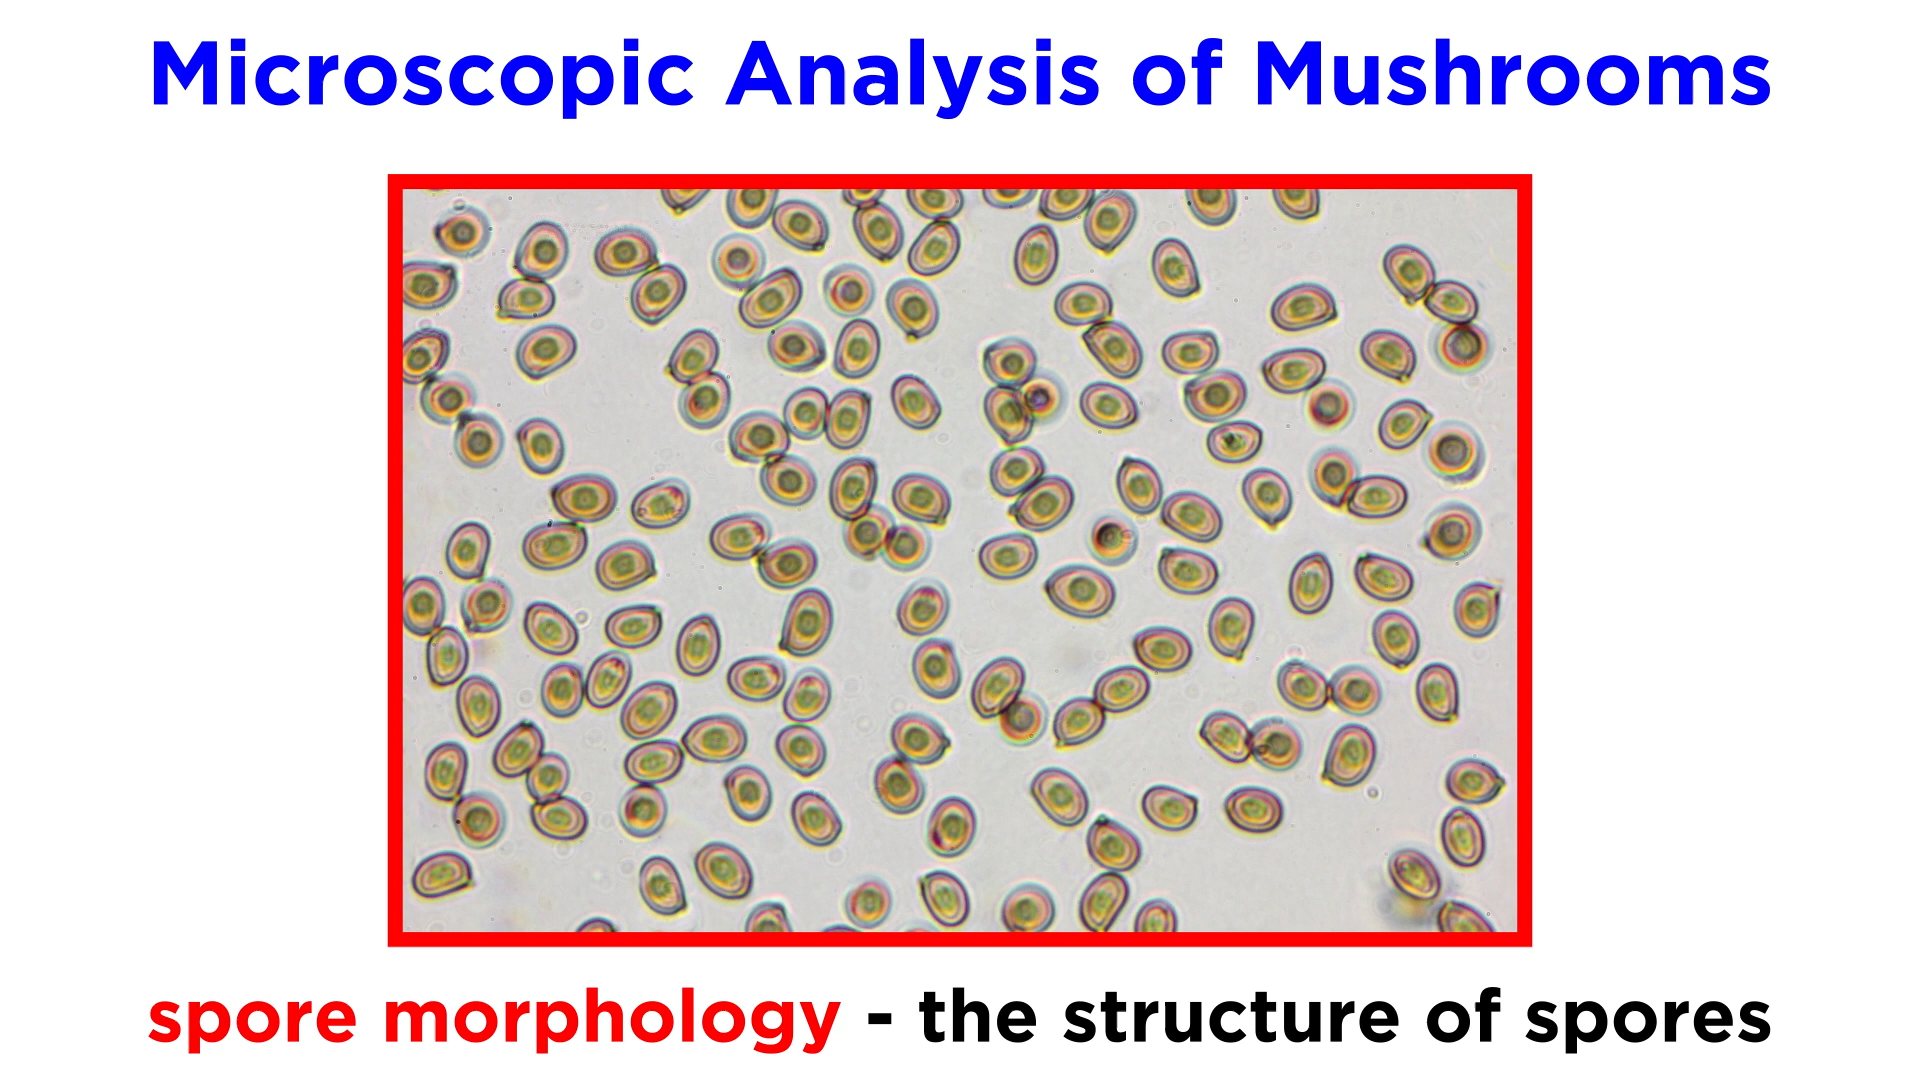 Microscopic Analysis of Mushrooms
spore morphology - the structure of spores